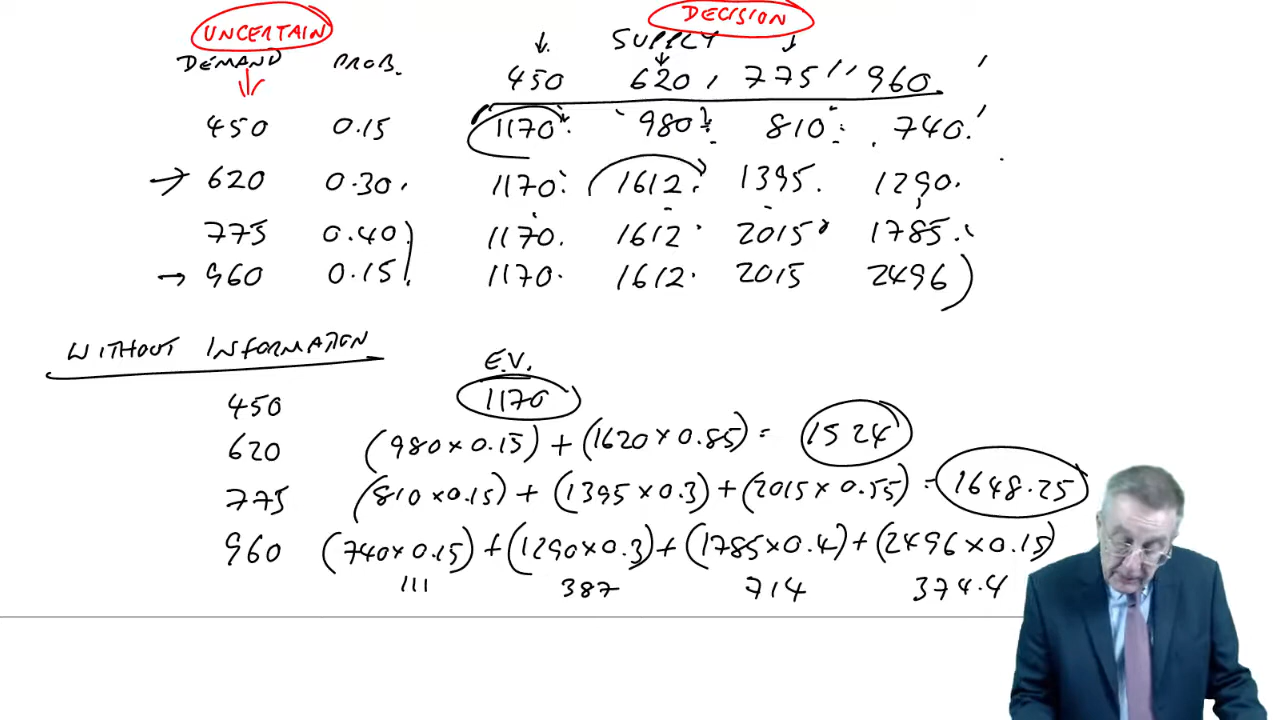 UNCERTAIN DECISION
SUPPLY
DEMAND PROB.
450 620 775 960
450 0.15 1170 980 810 740
620 0.30 1170 1612 1395 1290
775 0.40 1170 1612 2015 1785
960 0.15 1170 1612 2015 2496
WITHOUT INFORMATION
E.V.
450 1170
620 (980 × 0.15) + (1620 × 0.85) = 1524
775 (810 × 0.15) + (1395 × 0.3) + (2015 × 0.55) = 1648.25
960 (740 × 0.15) + (1290 × 0.3) + (1785 × 0.4) + (2496 × 0.15)
111 387 714 374.4